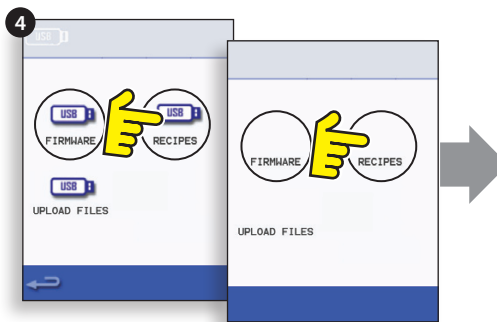 4
USB
USB USB
FIRMWARE RECIPES
USB
UPLOAD FILES
FIRMWARE RECIPES
UPLOAD FILES